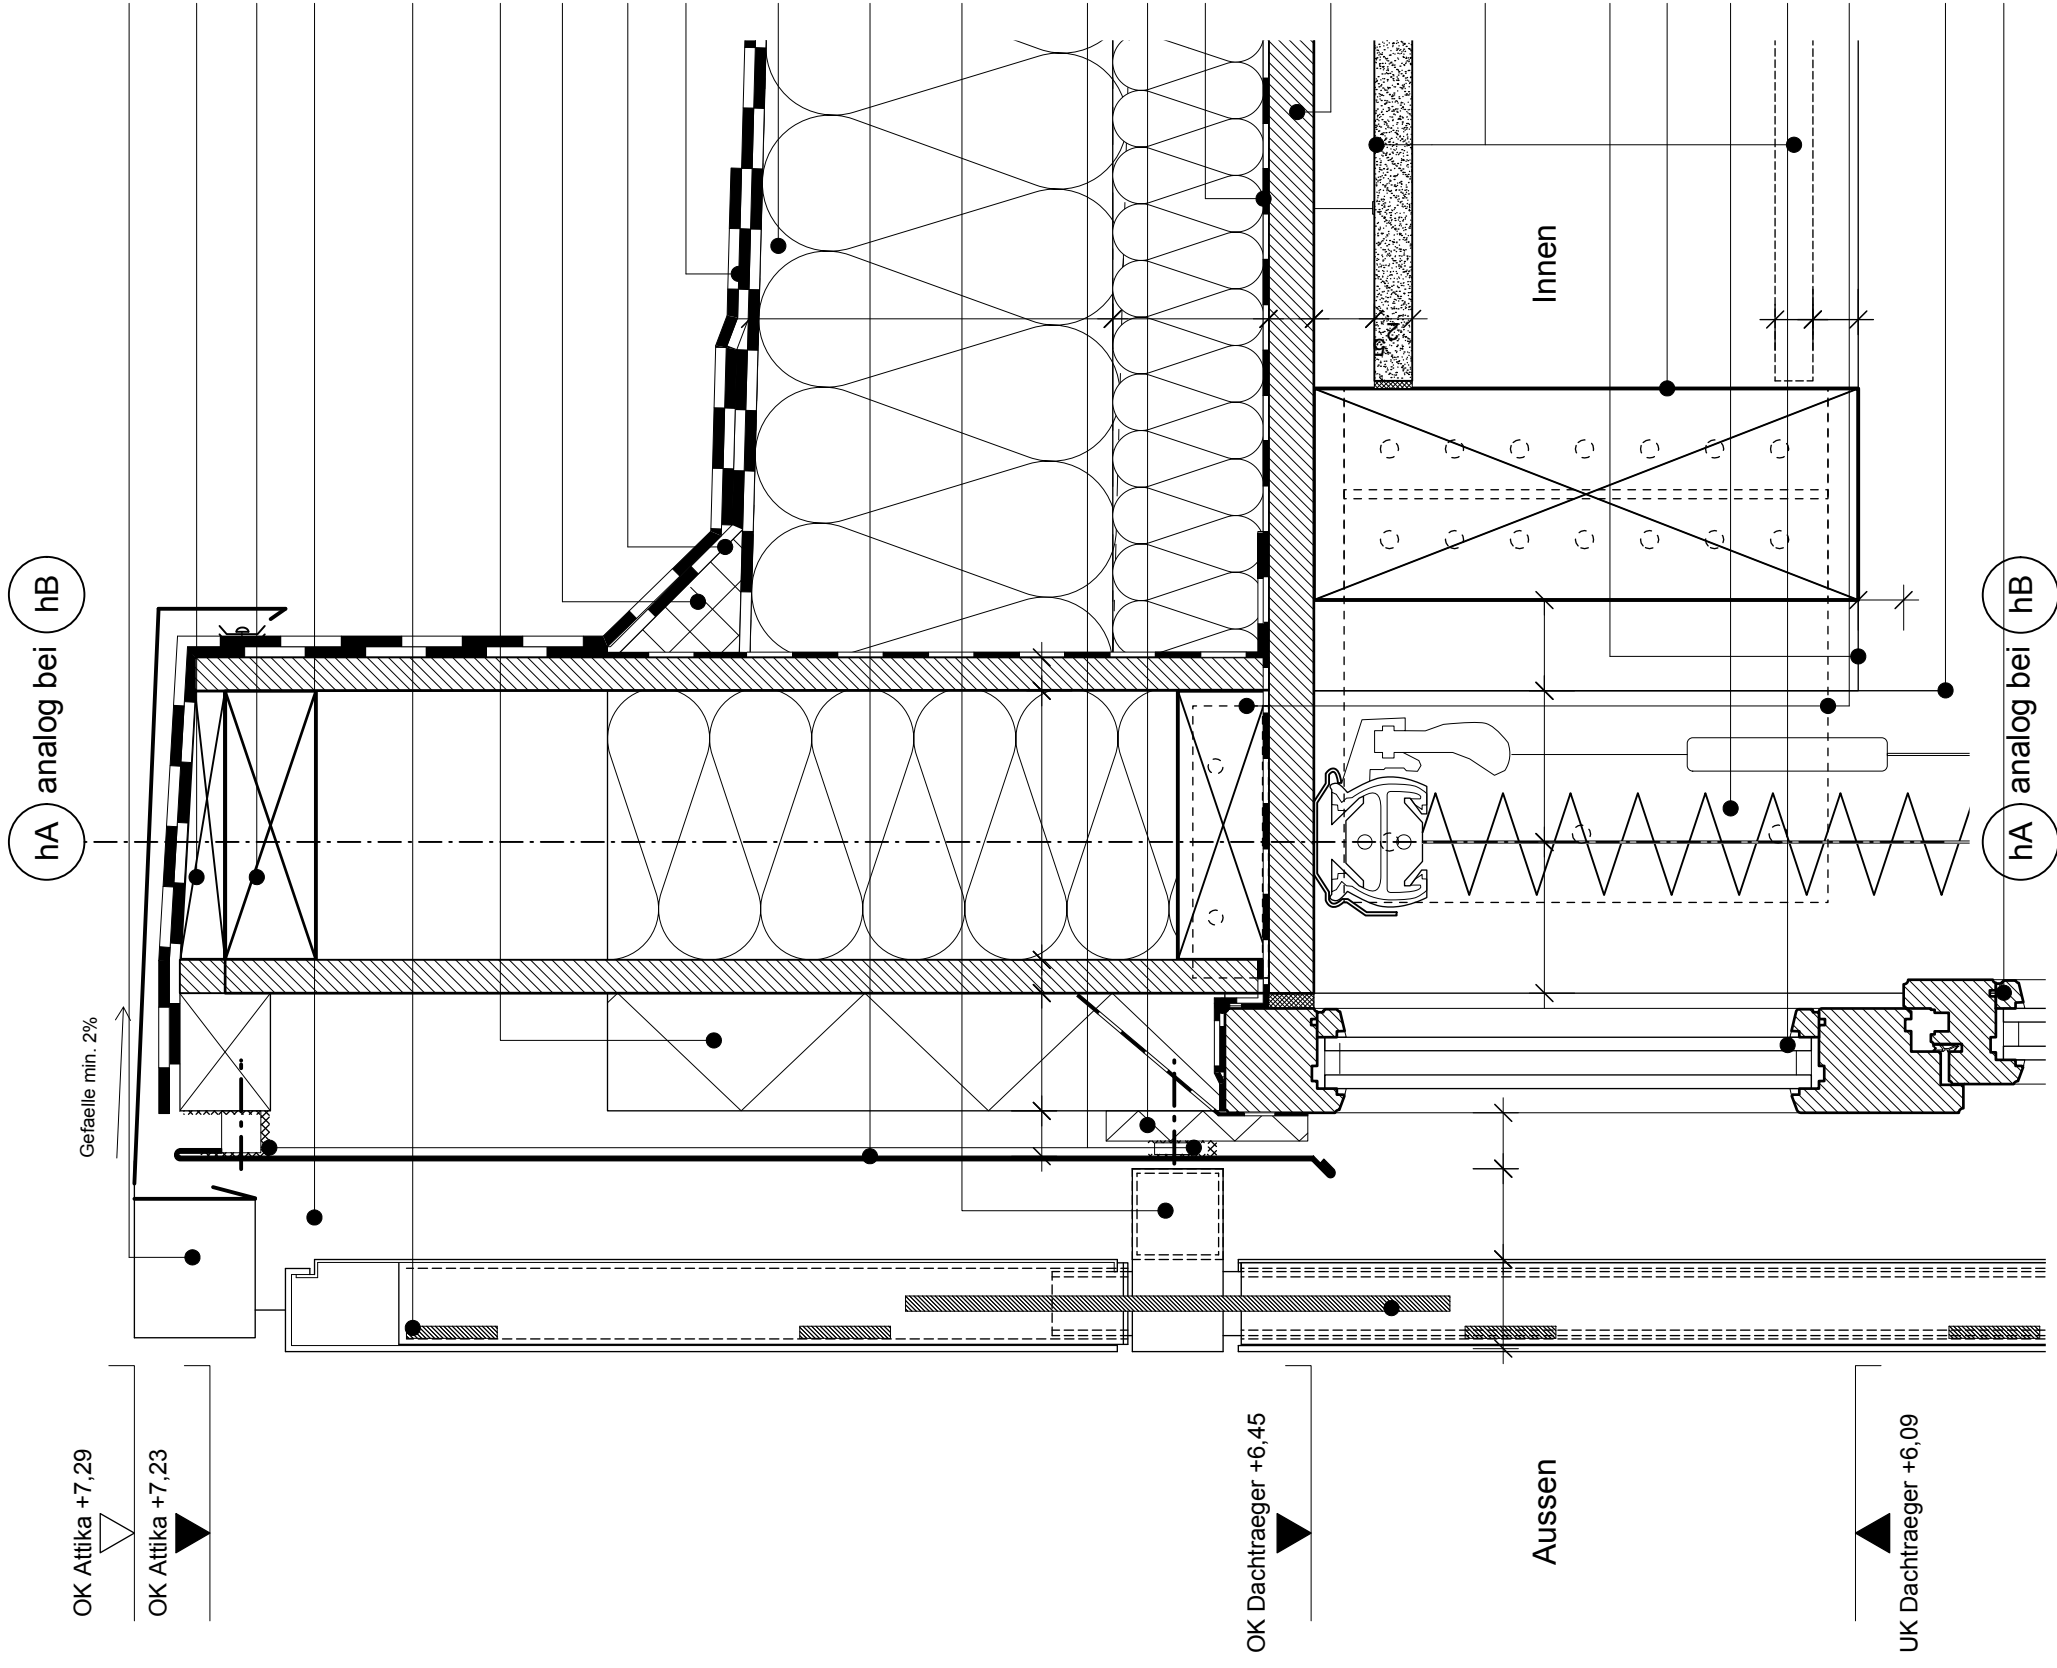 OK Attika +7,29
OK Attika +7,23
Gefaelle min. 2%
hA analog bei hB
OK Dachtraeger +6,45
Aussen
Innen
2,5
UK Dachtraeger +6,09
hA analog bei hB